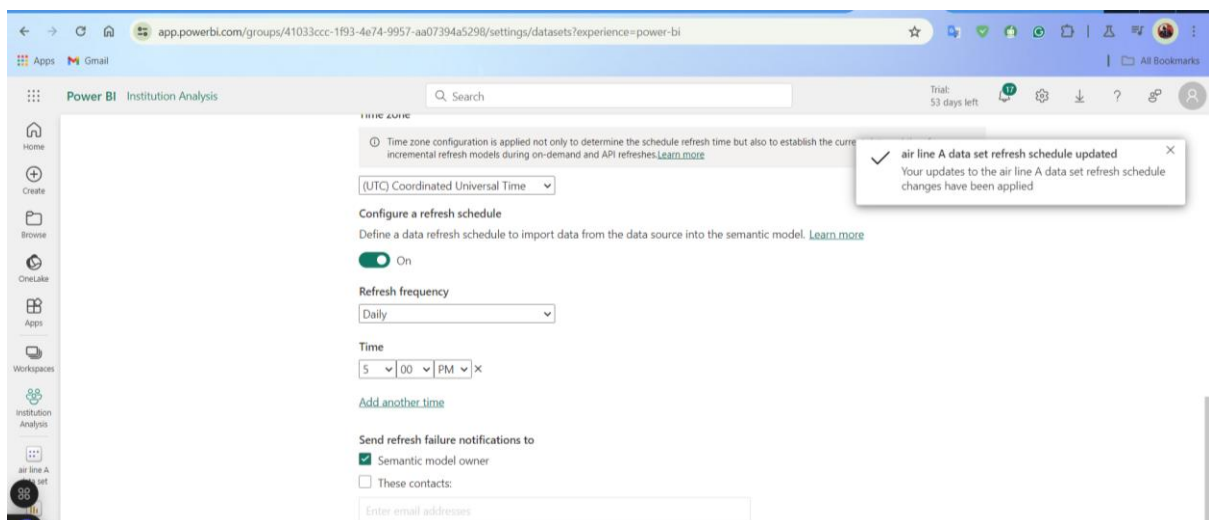 app.powerbi.com/groups/41033ccc-1f93-4e74-9957-aa07394a5298/settings/datasets?experience=power-bi
Apps Gmail All Bookmarks
Power BI Institution Analysis Search Trial: 17
53 days left
Time zone
Time zone configuration is applied not only to determine the schedule refresh time but also to establish the curre
incremental refresh models during on-demand and API refreshes.Learn more
air line A data set refresh schedule updated
Your updates to the air line A data set refresh schedule
changes have been applied
(UTC) Coordinated Universal Time
Configure a refresh schedule
Define a data refresh schedule to import data from the data source into the semantic model. Learn more
On
Refresh frequency
Daily
Time
5 00 PM
Add another time
Send refresh failure notifications to
Semantic model owner
These contacts:
Enter email addresses
Home
Create
Browse
OneLake
Apps
Workspaces
Institution
Analysis
air line A
set